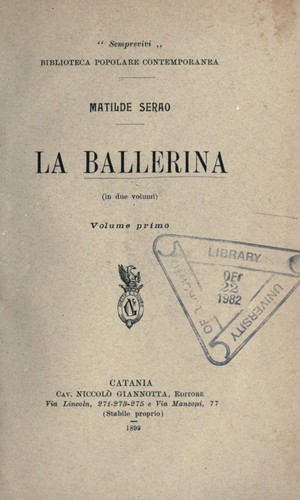 “ Semprevivi „
BIBLIOTECA POPOLARE CONTEMPORANEA
MATILDE SERAO
LA BALLERINA
(in due volumi)
Volume primo
LIBRARY
DEC
22
1982
UNIVERSITY
CATANIA
CAV. NICCOLÒ GIANNOTTA, EDITORE
Via Lincoln, 271-273-275 e Via Manzoni, 77
(Stabile proprio)
1899